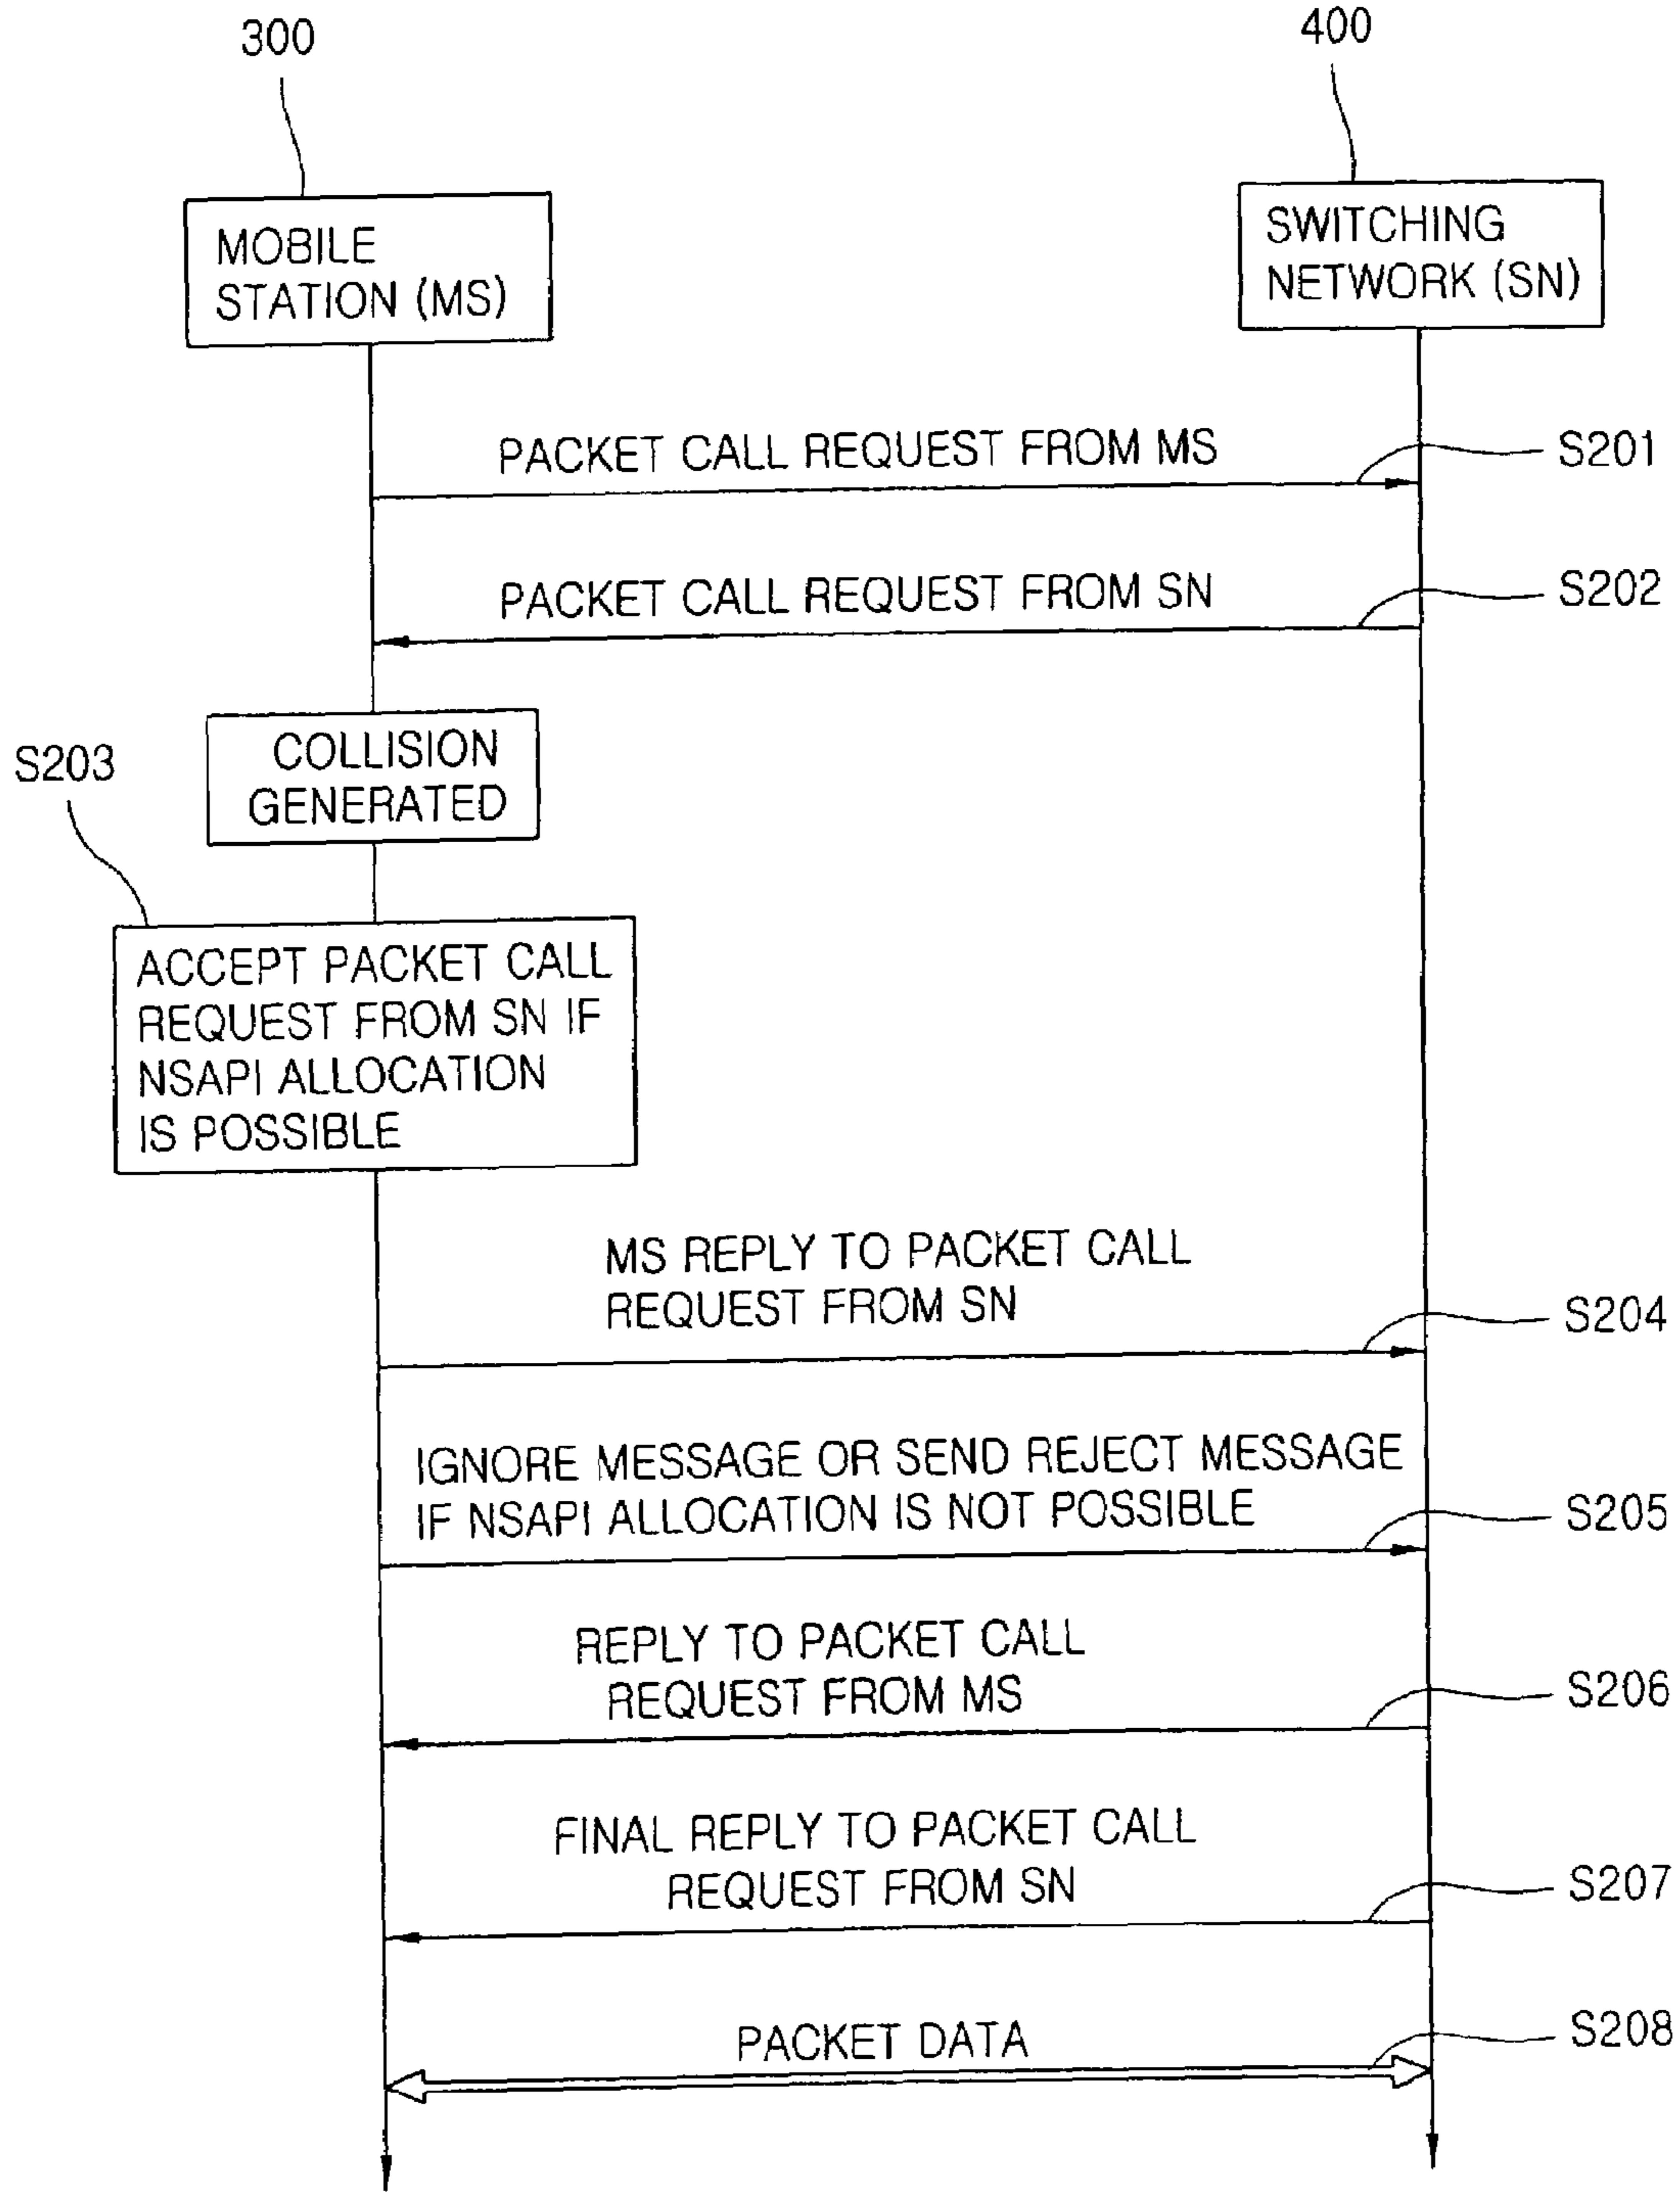 300
400
MOBILE
STATION (MS)
SWITCHING
NETWORK (SN)
PACKET CALL REQUEST FROM MS
S201
PACKET CALL REQUEST FROM SN
S202
COLLISION
GENERATED
S203
ACCEPT PACKET CALL
REQUEST FROM SN IF
NSAPI ALLOCATION
IS POSSIBLE
MS REPLY TO PACKET CALL
REQUEST FROM SN
S204
IGNORE MESSAGE OR SEND REJECT MESSAGE
IF NSAPI ALLOCATION IS NOT POSSIBLE
S205
REPLY TO PACKET CALL
REQUEST FROM MS
S206
FINAL REPLY TO PACKET CALL
REQUEST FROM SN
S207
PACKET DATA
S208